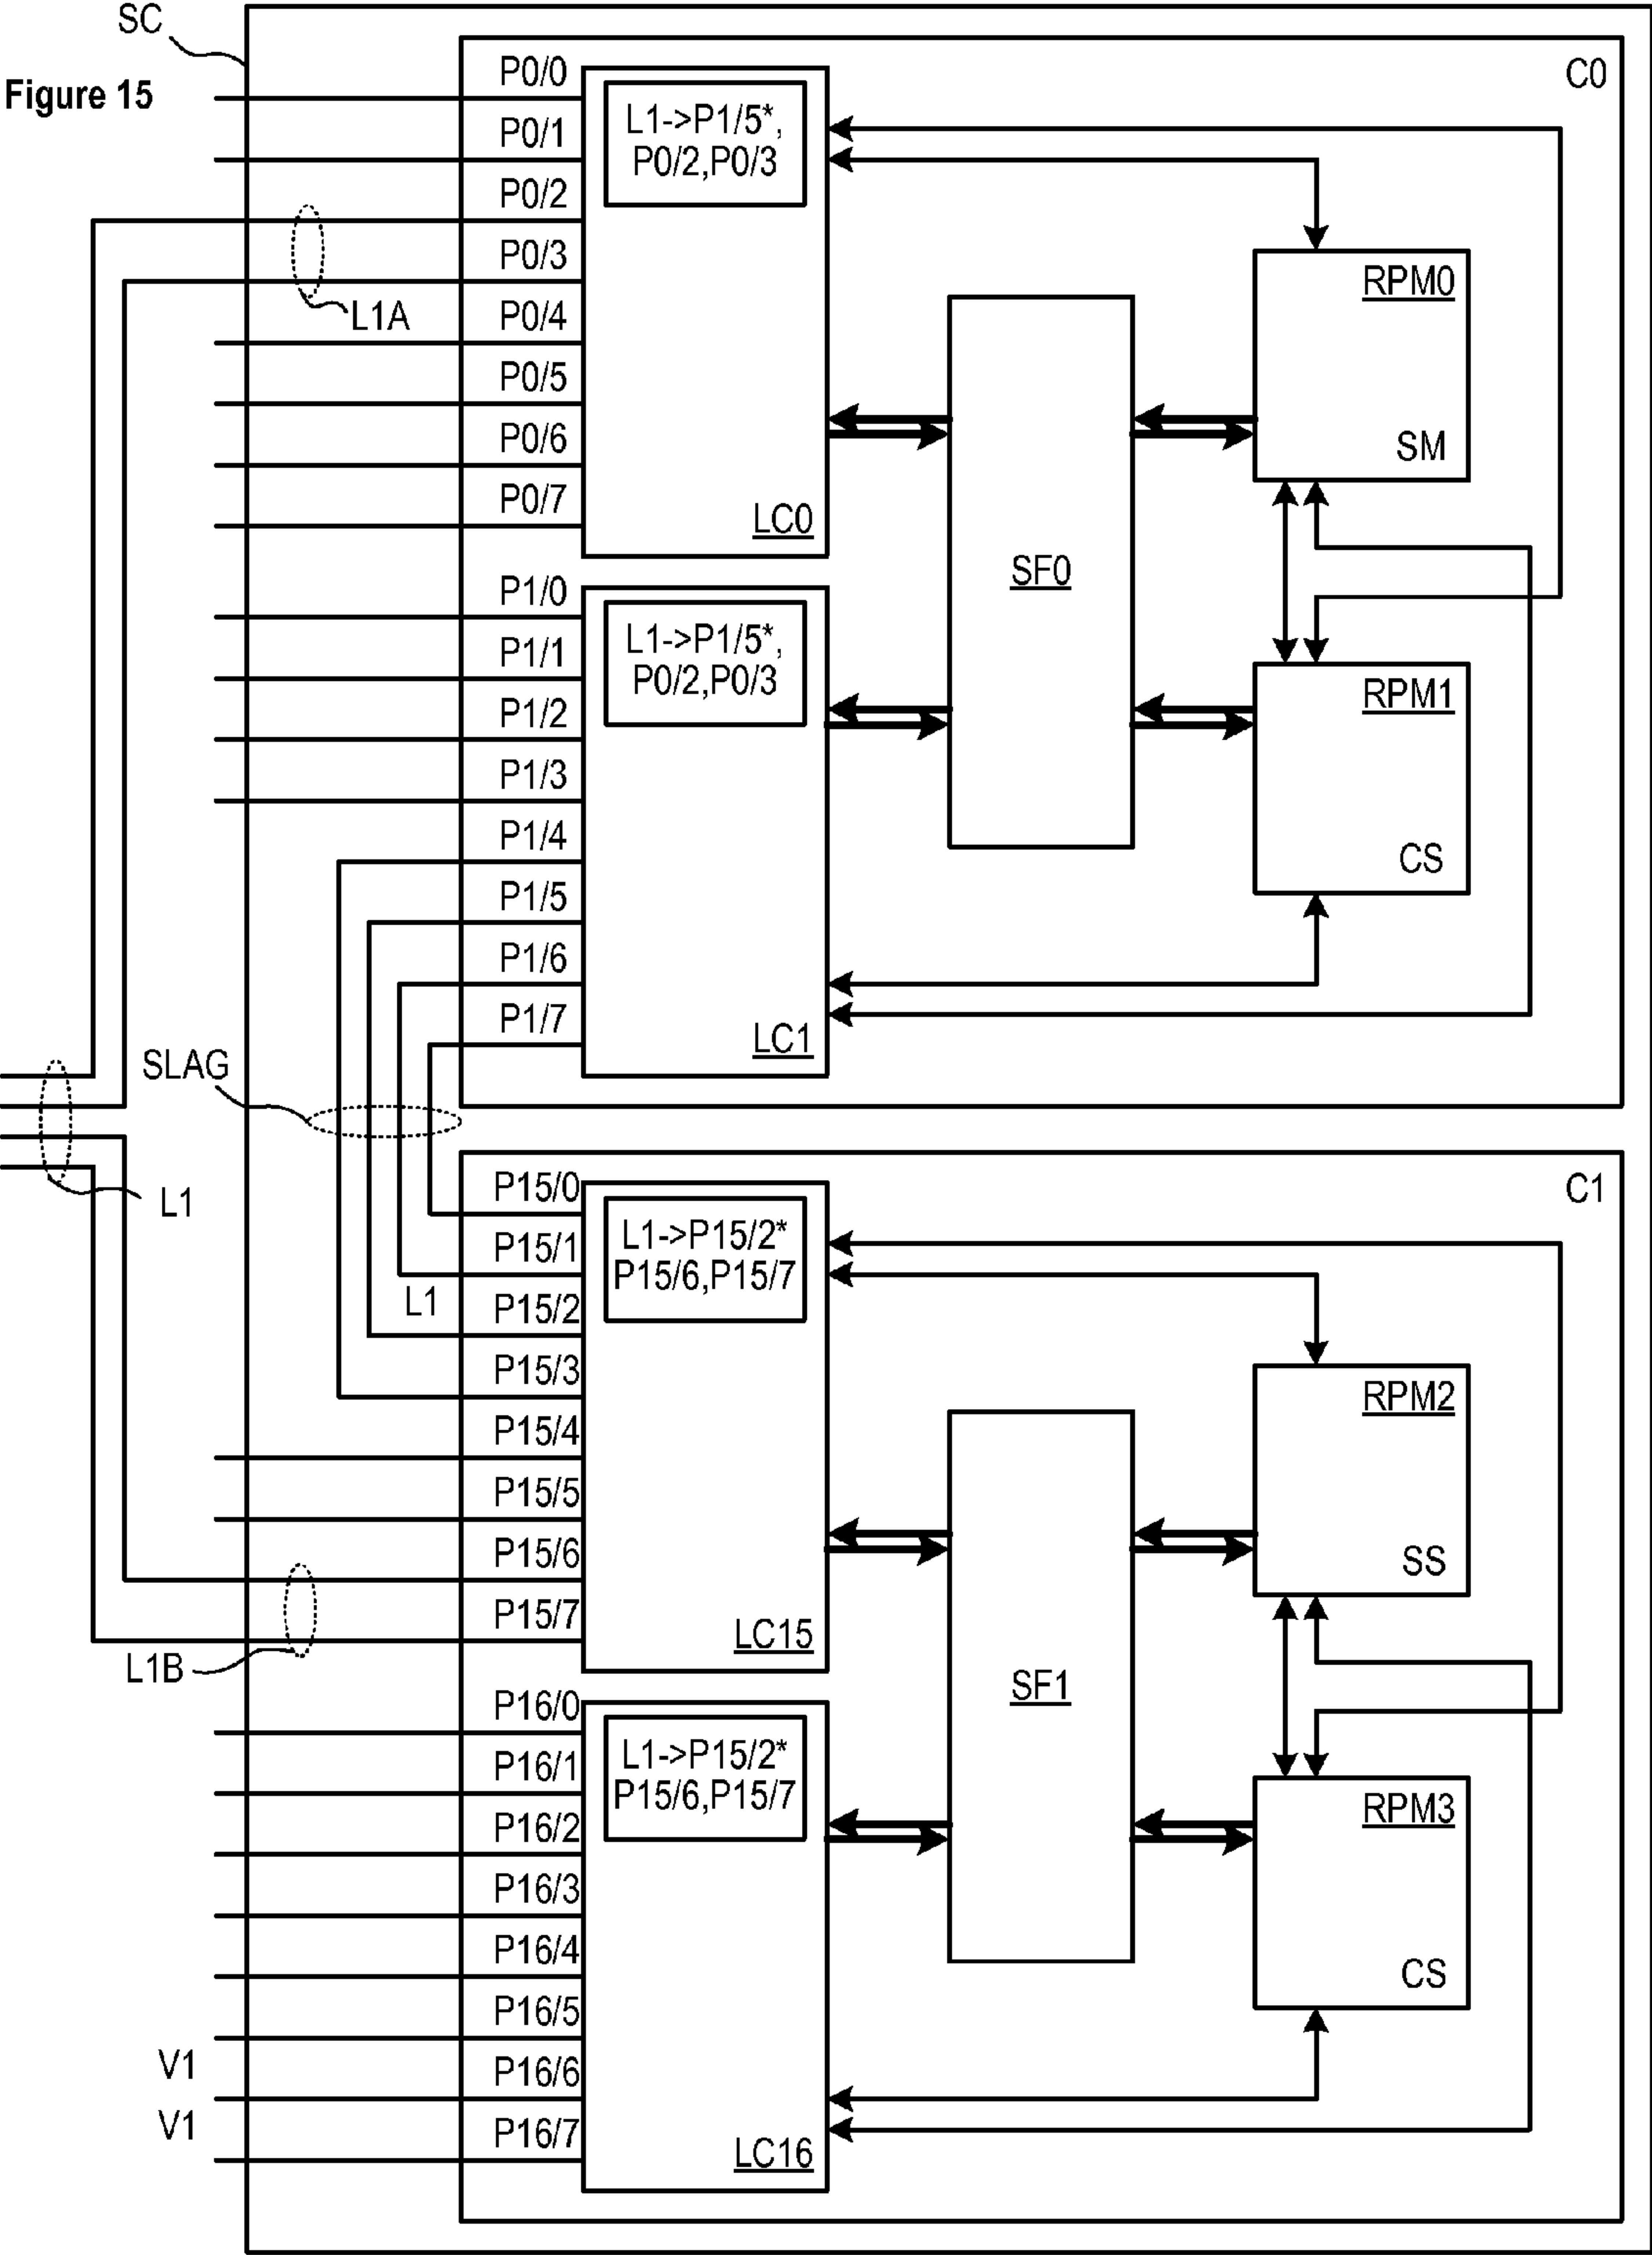 SC
Figure 15
C0
P0/0
P0/1
P0/2
P0/3
P0/4
P0/5
P0/6
P0/7
L1A
L1->P1/5*,
P0/2,P0/3
LC0
RPM0
SM
SF0
P1/0
P1/1
P1/2
P1/3
P1/4
P1/5
P1/6
P1/7
L1->P1/5*,
P0/2,P0/3
LC1
RPM1
CS
SLAG
L1
C1
P15/0
P15/1
L1
P15/2
P15/3
P15/4
P15/5
P15/6
P15/7
L1B
L1->P15/2*
P15/6,P15/7
LC15
RPM2
SS
SF1
P16/0
P16/1
P16/2
P16/3
P16/4
P16/5
V1
P16/6
V1
P16/7
L1->P15/2*
P15/6,P15/7
LC16
RPM3
CS